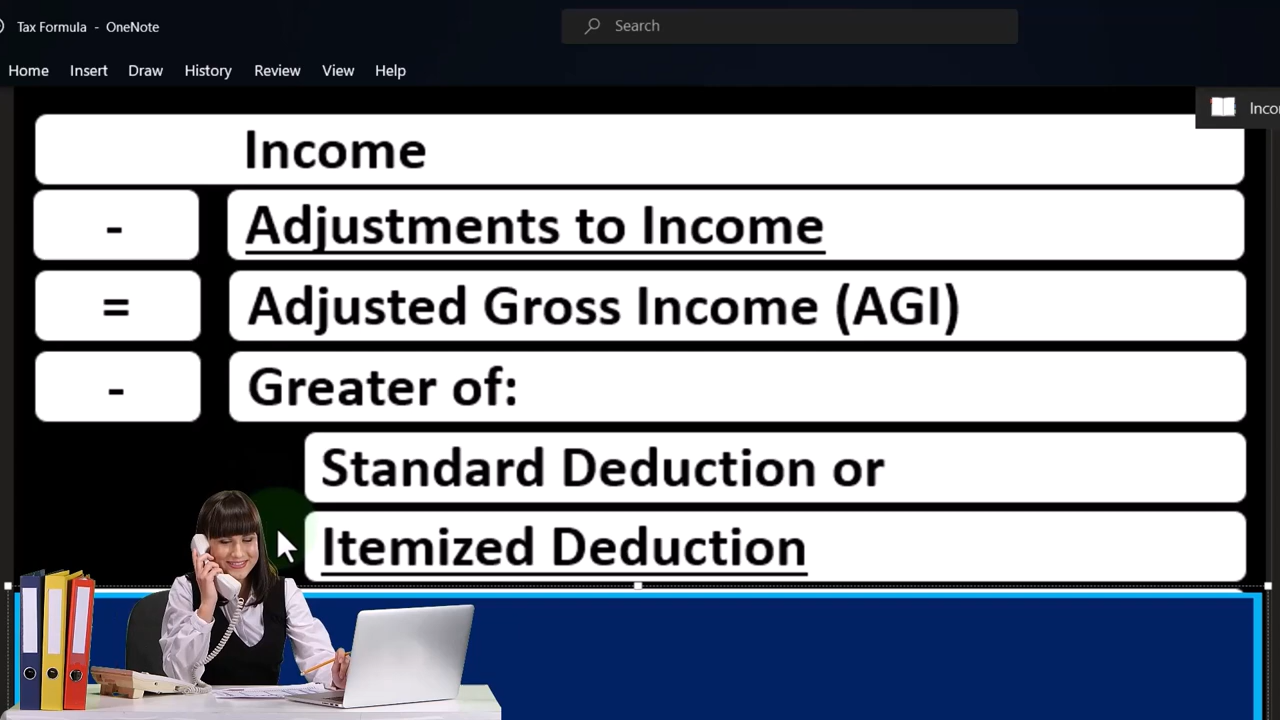 Tax Formula - OneNote
Search
Home Insert Draw History Review View Help
Income
- Adjustments to Income
= Adjusted Gross Income (AGI)
- Greater of:
Standard Deduction or
Itemized Deduction